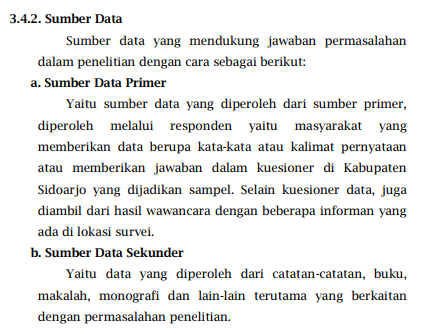 3.4.2. Sumber Data
Sumber data yang mendukung jawaban permasalahan
dalam penelitian dengan cara sebagai berikut:
a. Sumber Data Primer
Yaitu sumber data yang diperoleh dari sumber primer,
diperoleh melalui responden yaitu masyarakat yang
memberikan data berupa kata-kata atau kalimat pernyataan
atau memberikan jawaban dalam kuesioner di Kabupaten
Sidoarjo yang dijadikan sampel. Selain kuesioner data, juga
diambil dari hasil wawancara dengan beberapa informan yang
ada di lokasi survei.
b. Sumber Data Sekunder
Yaitu data yang diperoleh dari catatan-catatan, buku,
makalah, monografi dan lain-lain terutama yang berkaitan
dengan permasalahan penelitian.